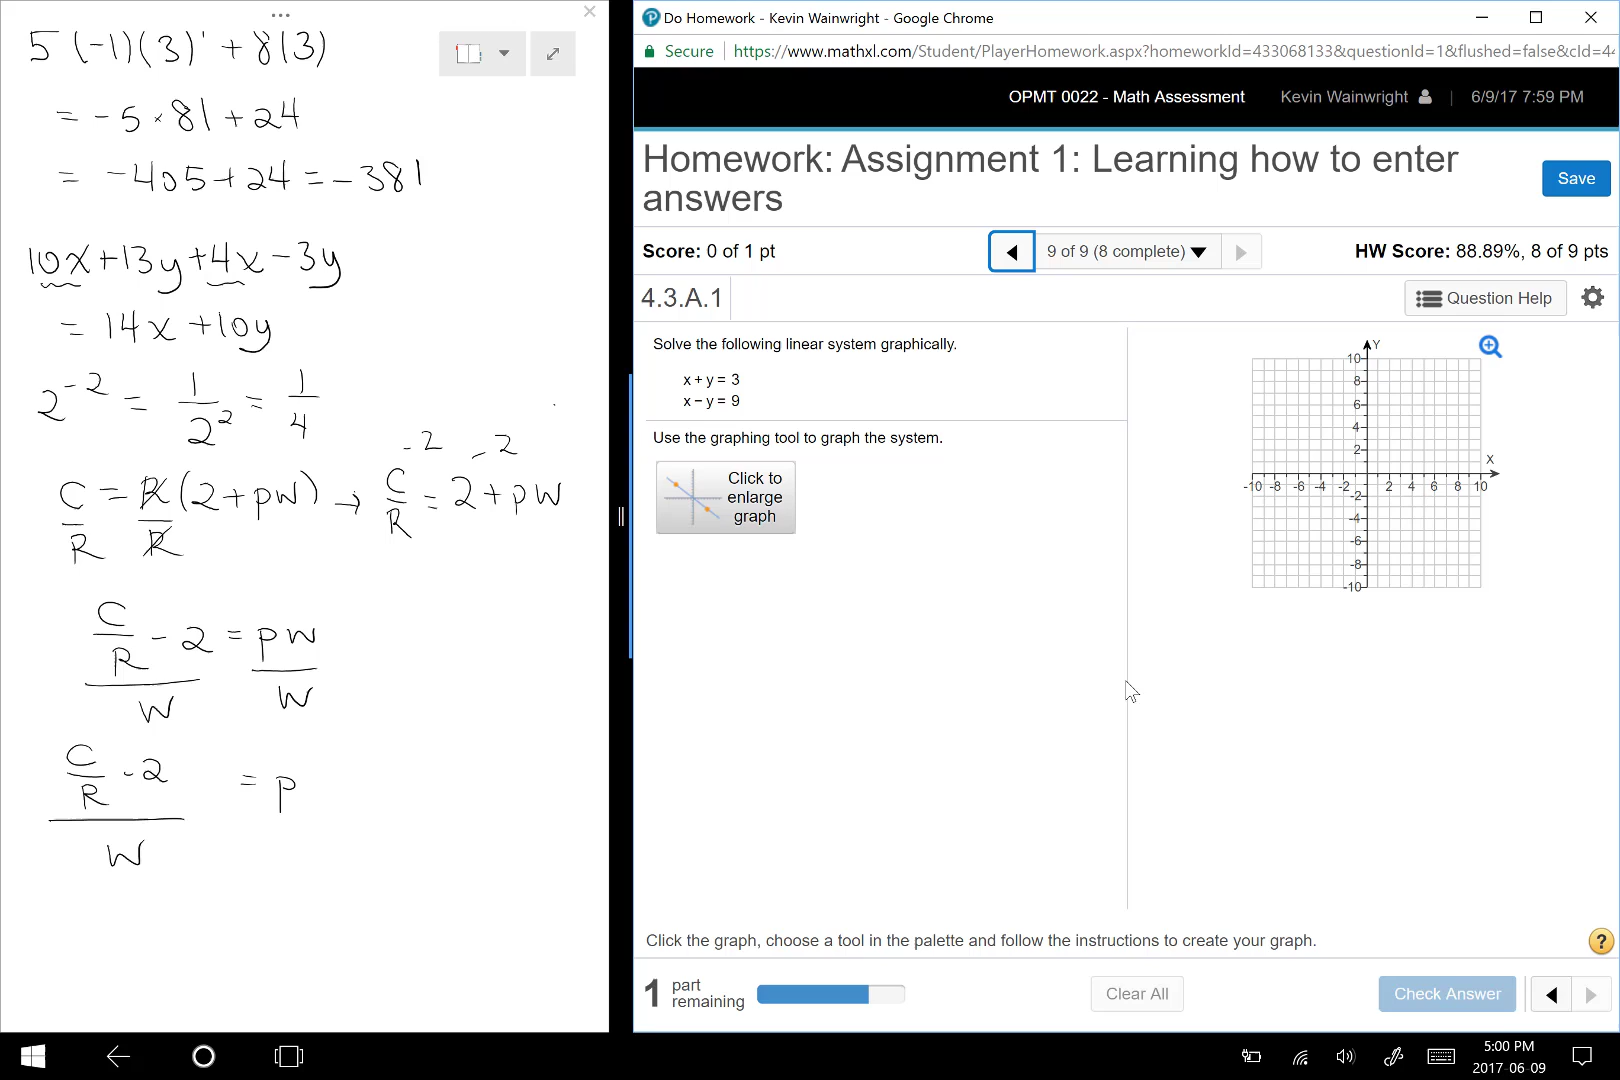 5(-1)(3)' + 8(3)
= -5 × 81 + 24
= -405 + 24 = -381
10x + 13y + 4x - 3y
= 14x + 10y
2^-2 = 1/2^2 = 1/4
-2 -2
C/R = R(2 + pW)/R → C/R = 2 + pW
(C/R - 2)/W = pW/W
(C/R - 2)/W = p
Do Homework - Kevin Wainwright - Google Chrome
Secure https://www.mathxl.com/Student/PlayerHomework.aspx?homeworkId=433068133&questionId=1&flushed=false&cId=44
OPMT 0022 - Math Assessment Kevin Wainwright 6/9/17 7:59 PM
Homework: Assignment 1: Learning how to enter
answers
Save
Score: 0 of 1 pt 9 of 9 (8 complete) HW Score: 88.89%, 8 of 9 pts
4.3.A.1 Question Help
Solve the following linear system graphically.
x + y = 3
x - y = 9
Use the graphing tool to graph the system.
Click to
enlarge
graph
Y
10
8
6
4
2
X
-10 -8 -6 -4 -2 2 4 6 8 10
-2
-4
-6
-8
-10
Click the graph, choose a tool in the palette and follow the instructions to create your graph.
?
1 part
remaining
Clear All
Check Answer
5:00 PM
2017-06-09